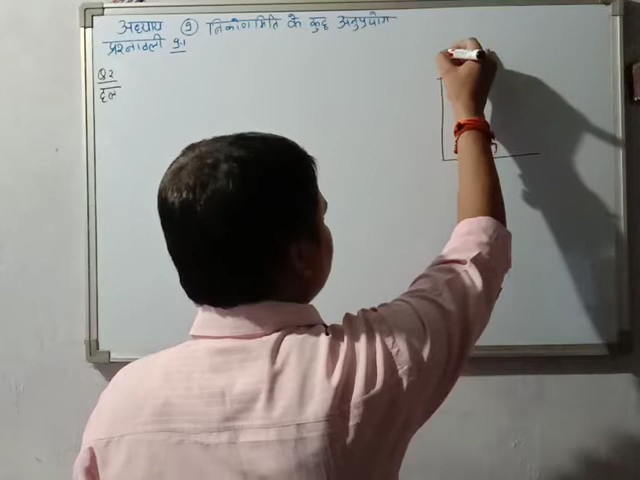 अध्याय 9 त्रिकोणमिति के कुछ अनुप्रयोग
प्रश्नावली 9.1
Q2
हल